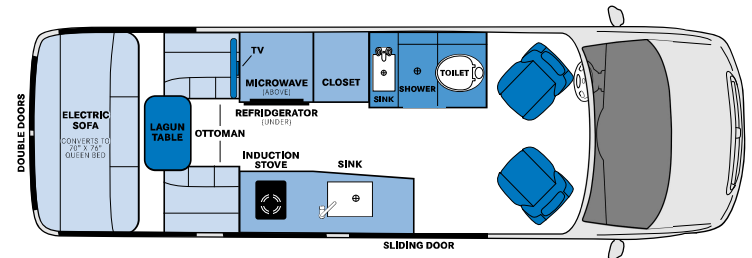 DOUBLE DOORS
ELECTRIC
SOFA
CONVERTS TO
70" X 76"
QUEEN BED
LAGUN
TABLE
OTTOMAN
TV
MICROWAVE
(ABOVE)
REFRIDGERATOR
(UNDER)
CLOSET
SINK
SHOWER
TOILET
INDUCTION
STOVE
SINK
SLIDING DOOR